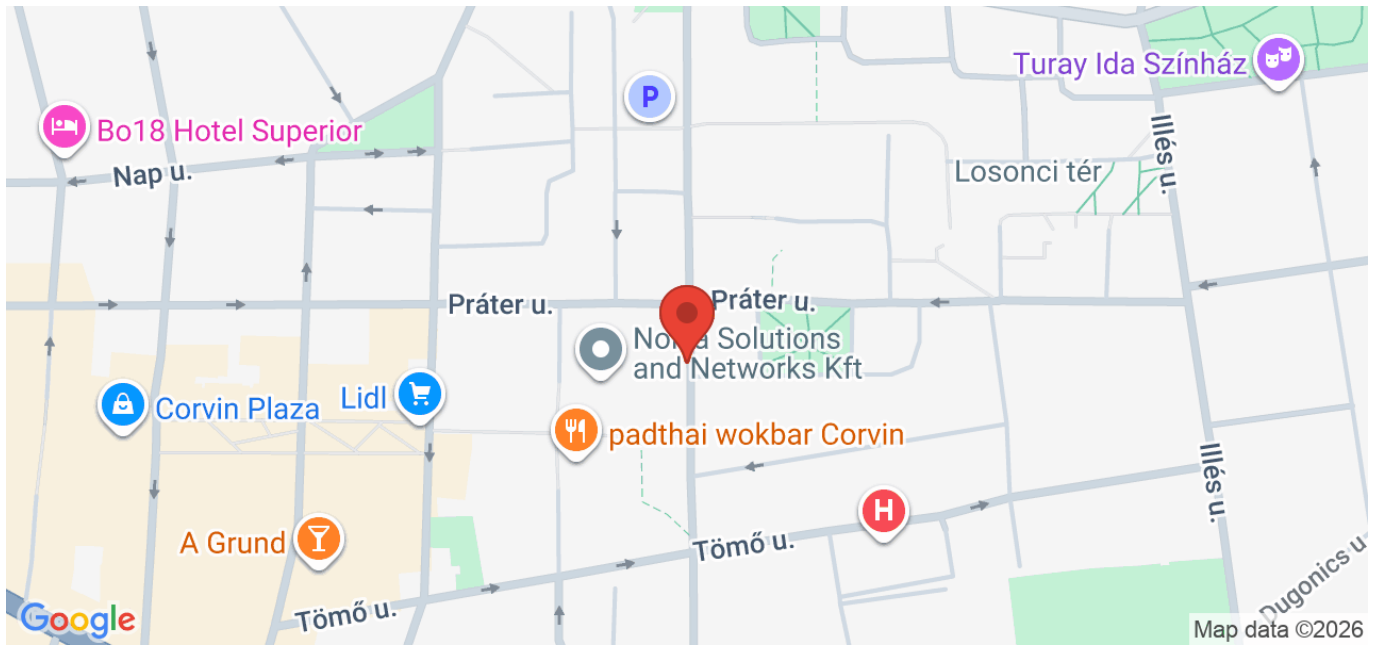 Turay Ida Színház
P
Bo18 Hotel Superior
Nap u.
Illés u.
Losonci tér
Práter u.
Práter u.
Nokia Solutions
and Networks Kft
Lidl
Corvin Plaza
padthai wokbar Corvin
Illés u.
H
A Grund
Tömő u.
Tömő u.
Dugonics u.
Google
Map data ©2026